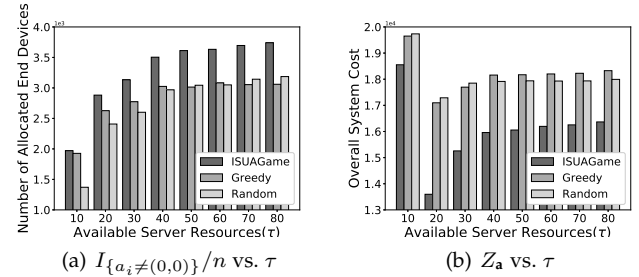 1e3
4.0
3.5
3.0
2.5
2.0
1.5
1.0
Number of Allocated End Devices
ISUAGame
Greedy
Random
10 20 30 40 50 60 70 80
Available Server Resources(τ)
(a) I{aᵢ≠(0,0)}/n vs. τ
1e4
2.0
1.9
1.8
1.7
1.6
1.5
1.4
1.3
Overall System Cost
ISUAGame
Greedy
Random
10 20 30 40 50 60 70 80
Available Server Resources(τ)
(b) Zₐ vs. τ